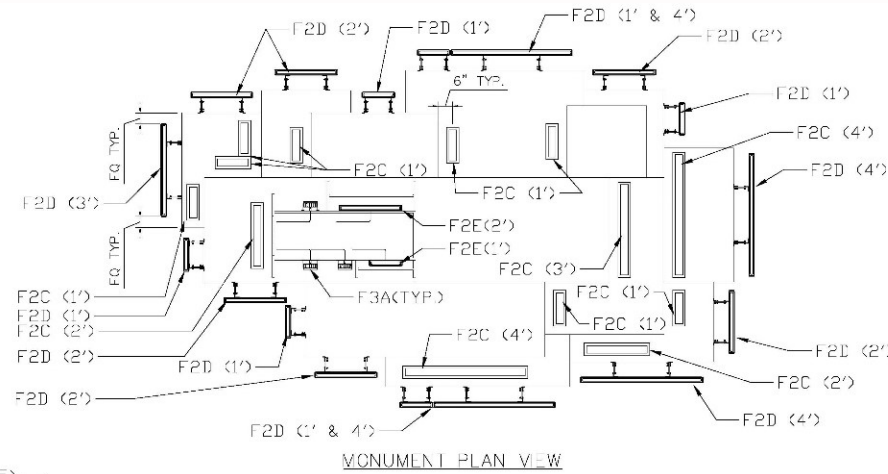 F2D (2')
F2D (1')
F2D (1' & 4')
F2D (2')
6" TYP.
F2D (1')
EQ TYP.
F2C (4')
F2C (1')
F2C (1')
F2D (4')
F2D (3')
F2E(2')
F2E(1')
EQ TYP.
F2C (3')
F2C (1')
F2D (1')
F2C (2')
F2D (2')
F3A(TYP.)
F2C (1')
F2C (1')
F2C (4')
F2D (1')
F2D (2')
F2D (2')
F2C (2')
F2D (4')
F2D (1' & 4')
MONUMENT PLAN VIEW